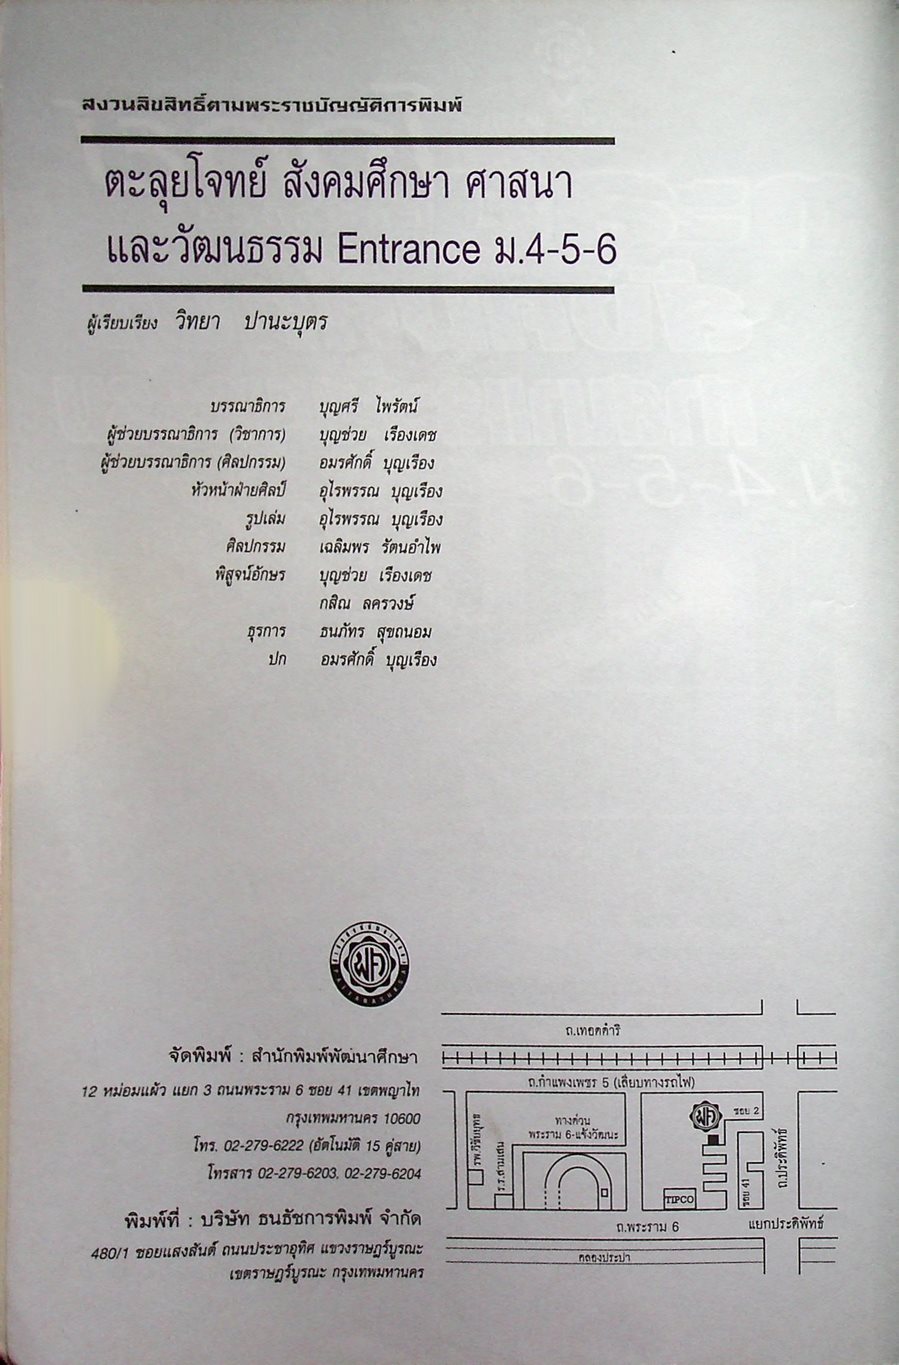 สงวนลิขสิทธิ์ตามพระราชบัญญัติการพิมพ์
ตะลุยโจทย์ สังคมศึกษา ศาสนา
และวัฒนธรรม Entrance ม.4-5-6
ผู้เรียบเรียง วิทยา ปานะบุตร
บรรณาธิการ บุญศรี ไพรัตน์
ผู้ช่วยบรรณาธิการ (วิชาการ) บุญช่วย เรืองเดช
ผู้ช่วยบรรณาธิการ (ศิลปกรรม) อมรศักดิ์ บุญเรือง
หัวหน้าฝ่ายศิลป์ อุไรพรรณ บุญเรือง
รูปเล่ม อุไรพรรณ บุญเรือง
ศิลปกรรม เฉลิมพร รัตนอำไพ
พิสูจน์อักษร บุญช่วย เรืองเดช
กสิณ ลครวงษ์
ธุรการ ธนภัทร สุขถนอม
ปก อมรศักดิ์ บุญเรือง
พศ
PATTANASUKSA
จัดพิมพ์ : สำนักพิมพ์พัฒนาศึกษา
12 หม่อมแผ้ว แยก 3 ถนนพระราม 6 ซอย 41 เขตพญาไท
กรุงเทพมหานคร 10600
โทร. 02-279-6222 (อัตโนมัติ 15 คู่สาย)
โทรสาร 02-279-6203, 02-279-6204
พิมพ์ที่ : บริษัท ธนธัชการพิมพ์ จำกัด
480/1 ซอยแสงสันต์ ถนนประชาอุทิศ แขวงราษฎร์บูรณะ
เขตราษฎร์บูรณะ กรุงเทพมหานคร
ถ.เทอดดำริ
ถ.กำแพงเพชร 5 (เลียบทางรถไฟ)
รพ.วิชัยยุทธ
ร.ร.สามเสน
ทางด่วน
พระราม 6-แจ้งวัฒนะ
พศ
ซอย 2
TIPCO
ซอย 41
ถ.ประดิพัทธ์
ถ.พระราม 6
แยกประดิพัทธ์
คลองประปา